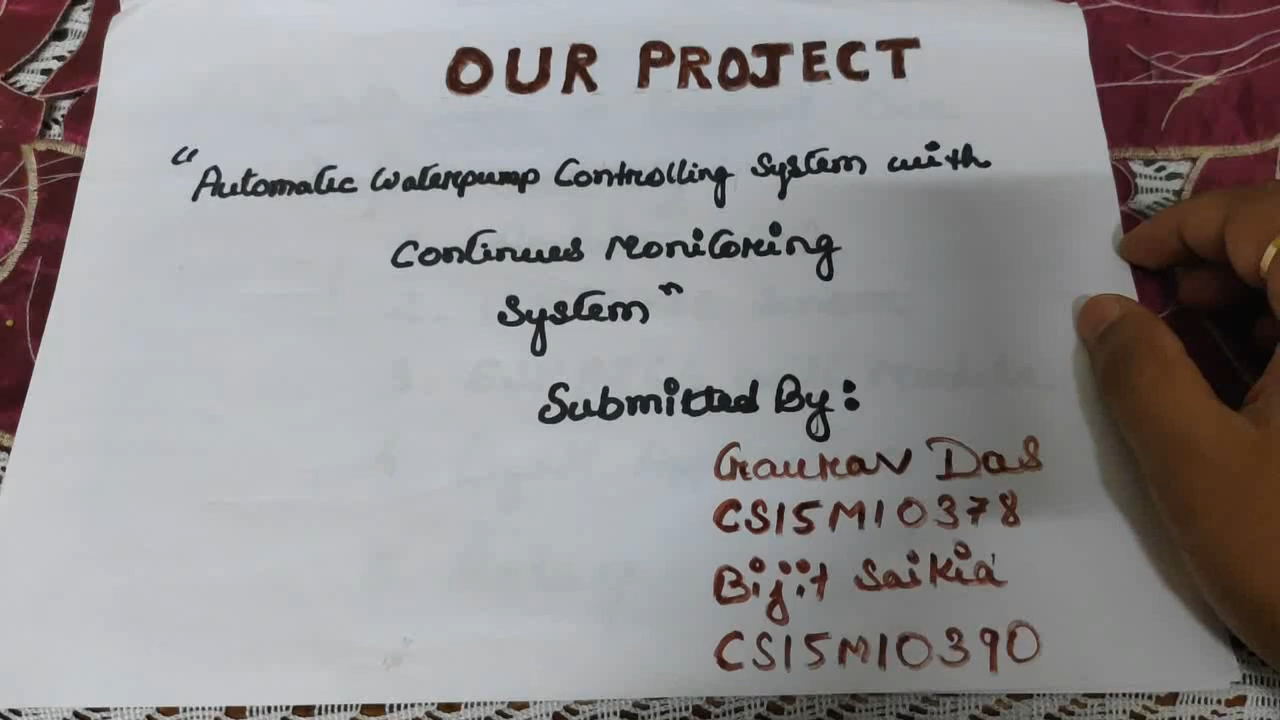 OUR PROJECT
"Automatic Waterpump Controlling System with
Continues Monitoring
System"
Submitted By:
Gaurav Das
CS15M10378
Bijit Saikia
CS15M10390